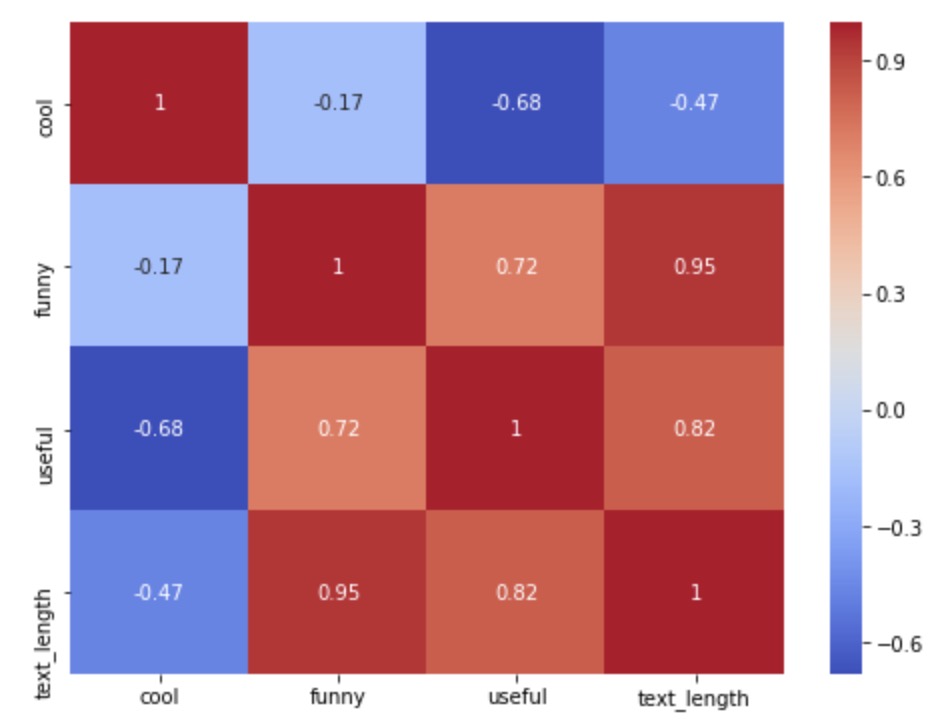 cool 1 -0.17 -0.68 -0.47
funny -0.17 1 0.72 0.95
useful -0.68 0.72 1 0.82
text_length -0.47 0.95 0.82 1
cool funny useful text_length
0.9
0.6
0.3
0.0
−0.3
−0.6